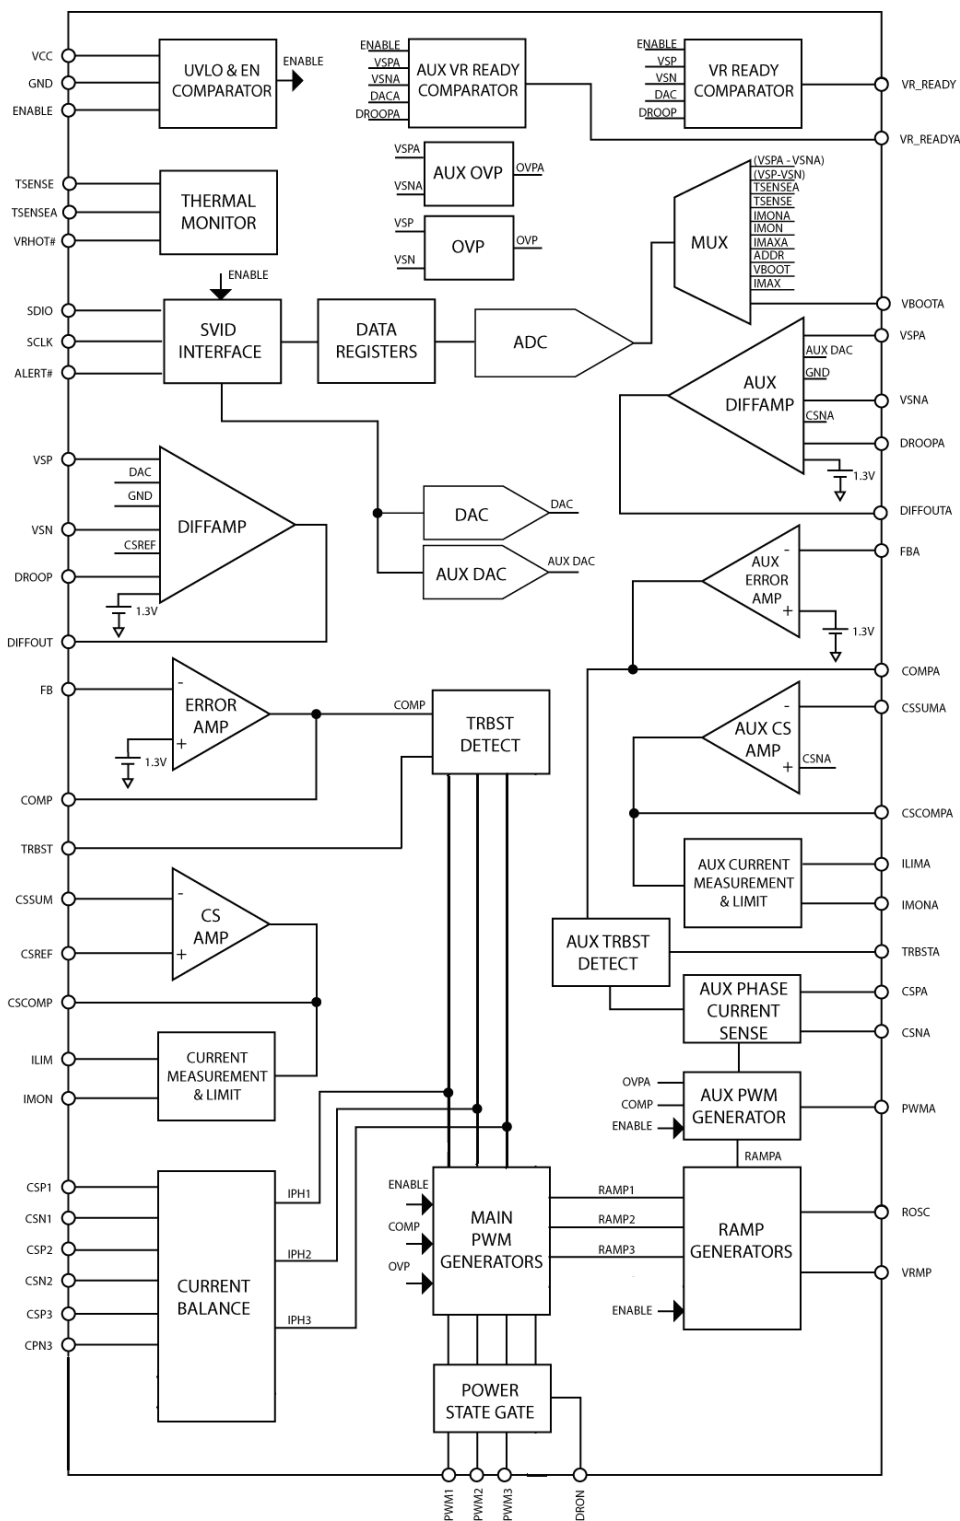 VCC
GND
ENABLE
UVLO & EN
COMPARATOR
ENABLE
ENABLE
VSPA
VSNA
DACA
DROOPA
AUX VR READY
COMPARATOR
ENABLE
VSP
VSN
DAC
DROOP
VR READY
COMPARATOR
VR_READY
VR_READYA
VSPA
VSNA
AUX OVP
OVPA
VSP
VSN
OVP
OVP
TSENSE
TSENSEA
VRHOT#
THERMAL
MONITOR
MUX
(VSPA - VSNA)
(VSP-VSN)
TSENSEA
TSENSE
IMONA
IMON
IMAXA
ADDR
VBOOT
IMAX
VBOOTA
ENABLE
SDIO
SCLK
ALERT#
SVID
INTERFACE
DATA
REGISTERS
ADC
VSPA
AUX DAC
GND
VSNA
CSNA
DROOPA
1.3V
AUX
DIFFAMP
DIFFOUTA
VSP
DAC
GND
VSN
CSREF
DROOP
1.3V
DIFFAMP
DIFFOUT
DAC
DAC
AUX DAC
AUX DAC
FBA
-
AUX
ERROR
AMP
+
1.3V
COMPA
FB
-
ERROR
AMP
+
1.3V
COMP
COMP
TRBST
TRBST
DETECT
CSSUMA
-
AUX CS
AMP
+
CSNA
CSCOMPA
CSSUM
-
CS
AMP
+
CSREF
CSCOMP
AUX CURRENT
MEASUREMENT
& LIMIT
ILIMA
IMONA
AUX TRBST
DETECT
TRBSTA
AUX PHASE
CURRENT
SENSE
CSPA
CSNA
ILIM
IMON
CURRENT
MEASUREMENT
& LIMIT
OVPA
COMP
ENABLE
AUX PWM
GENERATOR
PWMA
RAMPA
CSP1
CSN1
CSP2
CSN2
CSP3
CPN3
CURRENT
BALANCE
IPH1
IPH2
IPH3
ENABLE
COMP
OVP
MAIN
PWM
GENERATORS
RAMP1
RAMP2
RAMP3
ENABLE
RAMP
GENERATORS
ROSC
VRMP
POWER
STATE GATE
PWM1
PWM2
PWM3
DRON